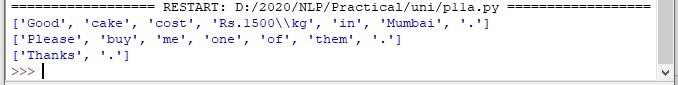 =================== RESTART: D:/2020/NLP/Practical/uni/p11a.py ===================
['Good', 'cake', 'cost', 'Rs.1500\\kg', 'in', 'Mumbai', '.']
['Please', 'buy', 'me', 'one', 'of', 'them', '.']
['Thanks', '.']
>>>